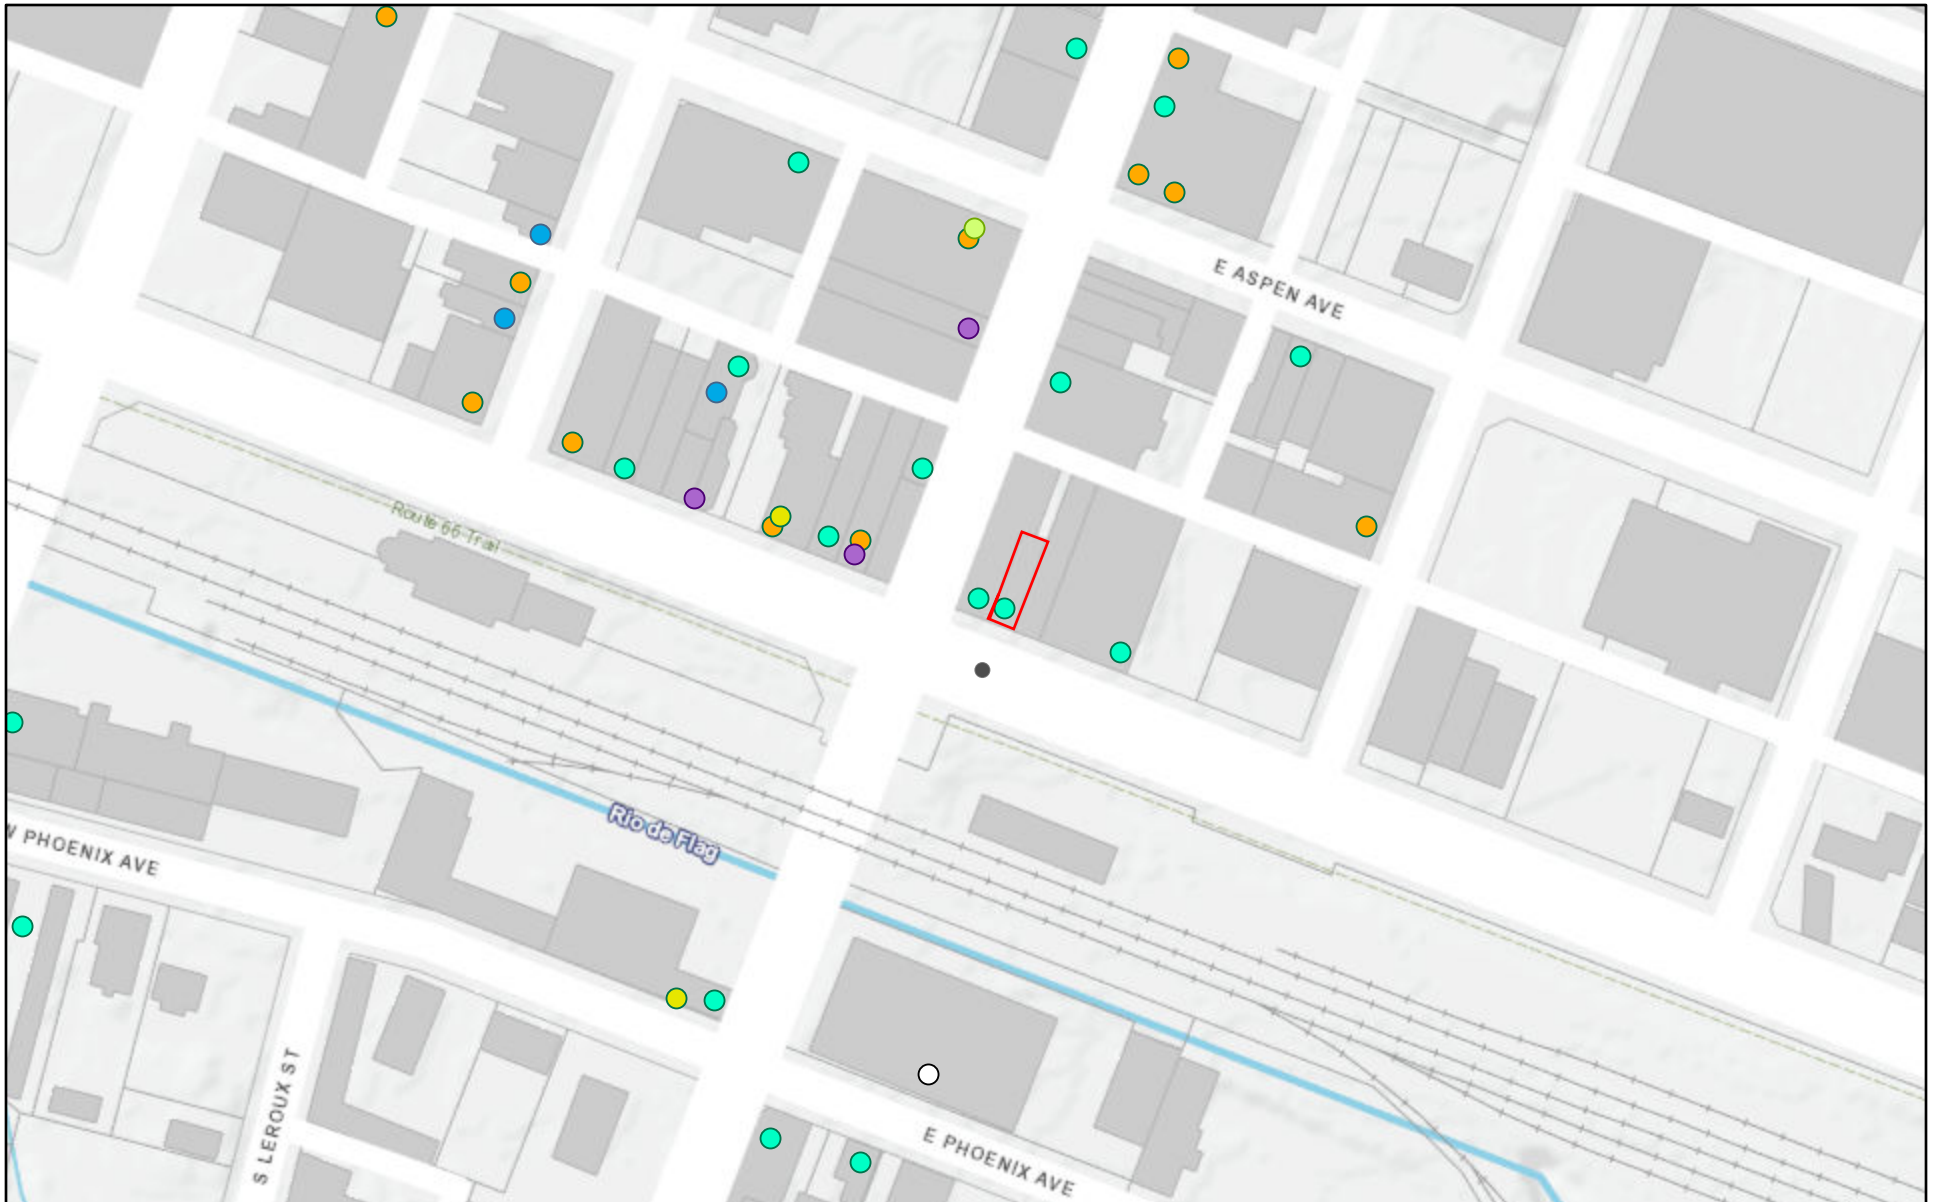 E ASPEN AVE
Route 66 Trail
Rio de Flag
W PHOENIX AVE
S LEROUX ST
E PHOENIX AVE